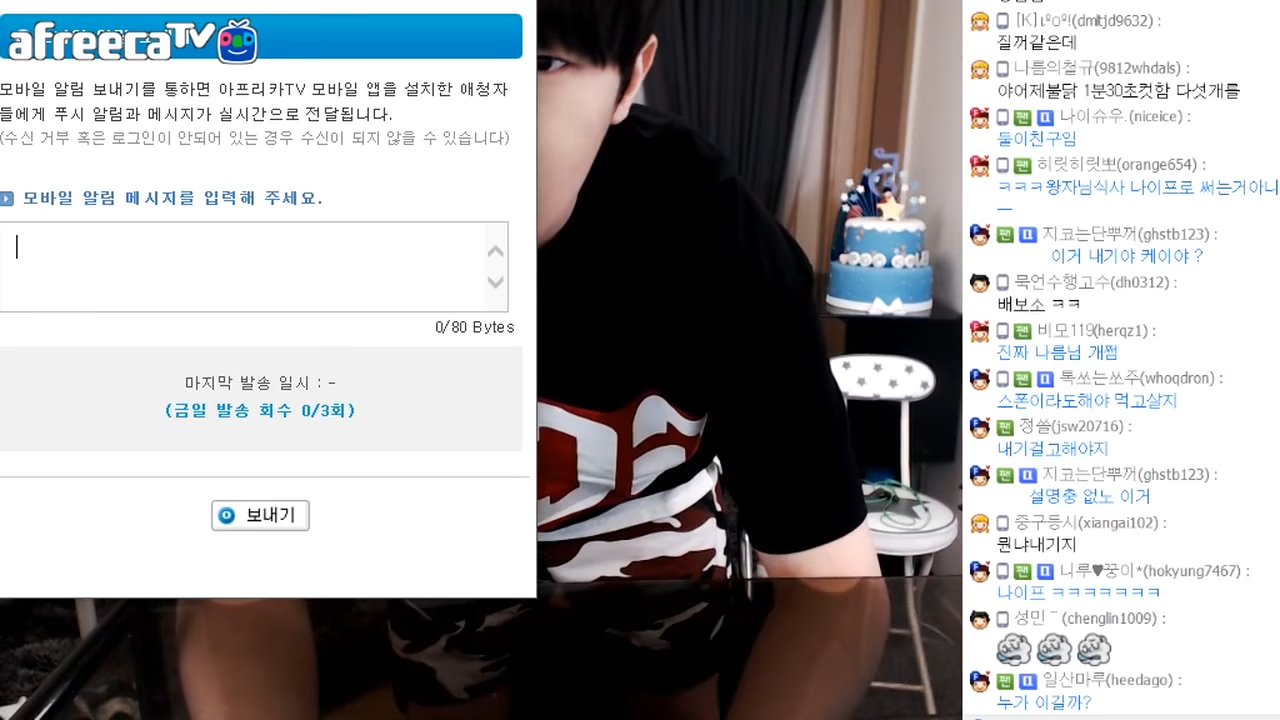 afreecaTV
모바일 알림 보내기를 통하면 아프리카TV 모바일 앱을 설치한 애청자
들에게 푸시 알림과 메시지가 실시간으로 전달됩니다.
(수신 거부 혹은 로그인이 안되어 있는 경우 수신이 되지 않을 수 있습니다)
모바일 알림 메시지를 입력해 주세요.
0/80 Bytes
마지막 발송 일시 : -
(금일 발송 회수 0/3회)
보내기
(dmltjd9632) :
질꺼같은데
나름의철규(9812whdals) :
야어제불닭 1분30초컷함 다섯개를
나이슈우.(niceice) :
둘이친구임
히릿히릿뽀(orange654) :
ㅋㅋㅋ왕자님식사 나이프로 써는거아니
ㅡ
지코는단뿌꺼(ghstb123) :
이거 내기야 케이야 ?
묵언수행고수(dh0312) :
배보소 ㅋㅋ
비모119(herqz1) :
진짜 나름님 개쩜
톡쏘는쏘주(whoqdron) :
스폰이라도해야 먹고살지
정쓸(jsw20716) :
내기걸고해야지
지코는단뿌꺼(ghstb123) :
설명충 없노 이거
중구등시(xiangai102) :
뭔냐내기지
니루♥꿍이*(hokyung7467) :
나이프 ㅋㅋㅋㅋㅋㅋㅋ
성민 ~ (chenglin1009) :
일산마루(heedago) :
누가 이길까?